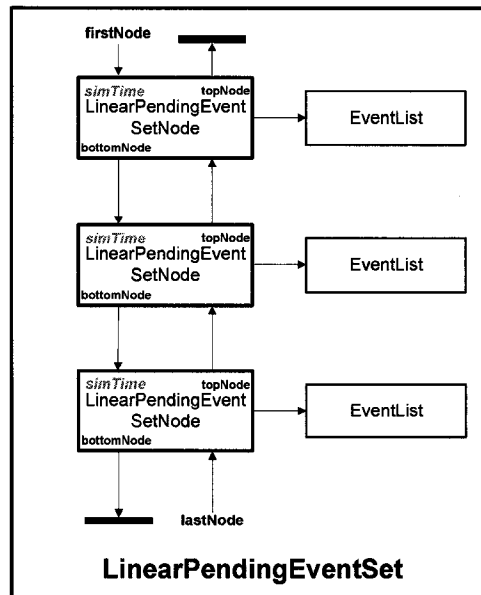 firstNode
simTime topNode
LinearPendingEvent
SetNode
bottomNode
EventList
simTime topNode
LinearPendingEvent
SetNode
bottomNode
EventList
simTime topNode
LinearPendingEvent
SetNode
bottomNode
EventList
lastNode
LinearPendingEventSet